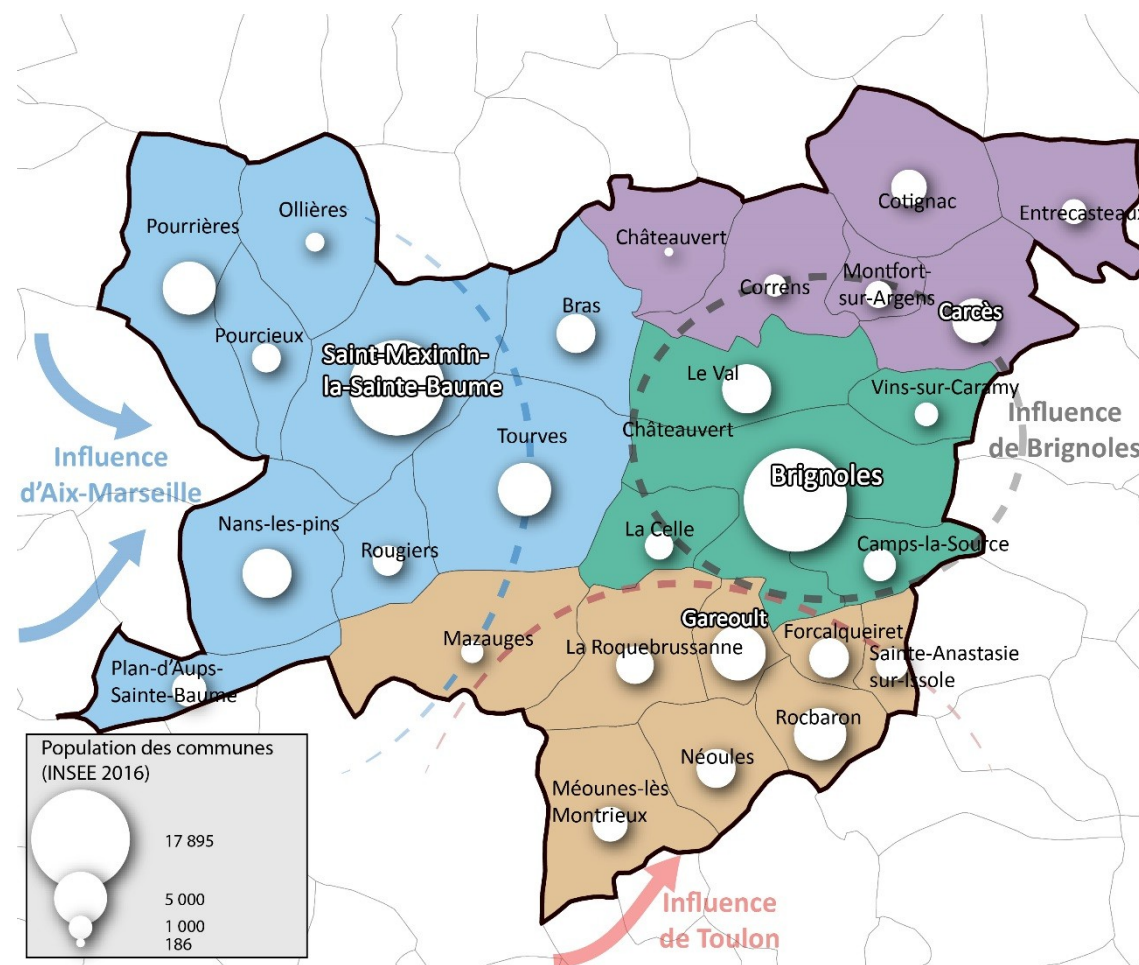 Cotignac
Entrecasteaux
Ollières
Pourrières
Châteauvert
Correns
Montfort-
sur-Argens
Carcès
Bras
Pourcieux
Saint-Maximin-
la-Sainte-Baume
Le Val
Vins-sur-Caramy
Influence
de Brignoles
Châteauvert
Tourves
Influence
d'Aix-Marseille
Brignoles
Nans-les-pins
Rougiers
La Celle
Camps-la-Source
Mazauges
La Roquebrussanne
Gareoult
Forcalqueiret
Sainte-Anastasie
sur-Issole
Plan-d'Aups-
Sainte-Baume
Rocbaron
Néoules
Méounes-lès
Montrieux
Influence
de Toulon
Population des communes
(INSEE 2016)
17 895
5 000
1 000
186